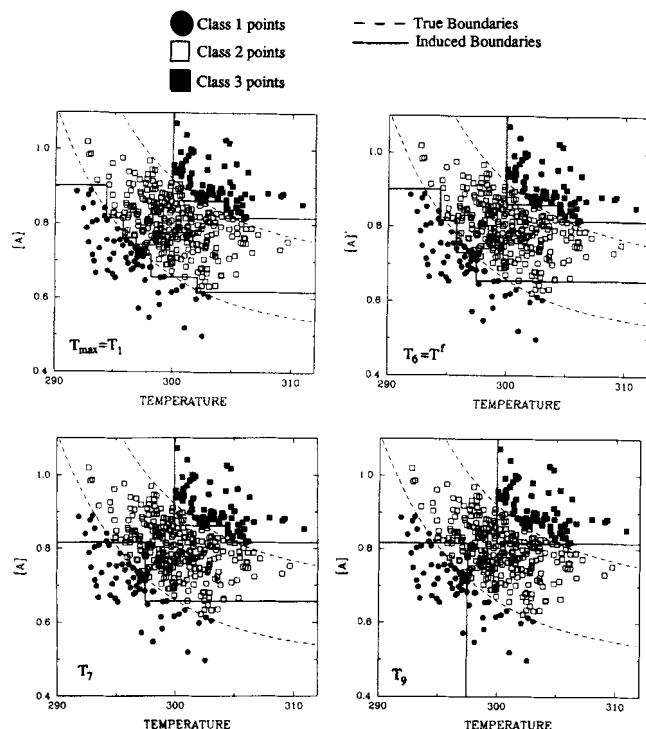 Class 1 points
Class 2 points
Class 3 points
True Boundaries
Induced Boundaries
1.0
0.8
0.6
0.4
[A]
290
300
310
TEMPERATURE
Tmax=T1
1.0
0.8
0.6
0.4
[A]
290
300
310
TEMPERATURE
T6=Tf
1.0
0.8
0.6
0.4
[A]
290
300
310
TEMPERATURE
T7
1.0
0.8
0.6
0.4
[A]
290
300
310
TEMPERATURE
T9